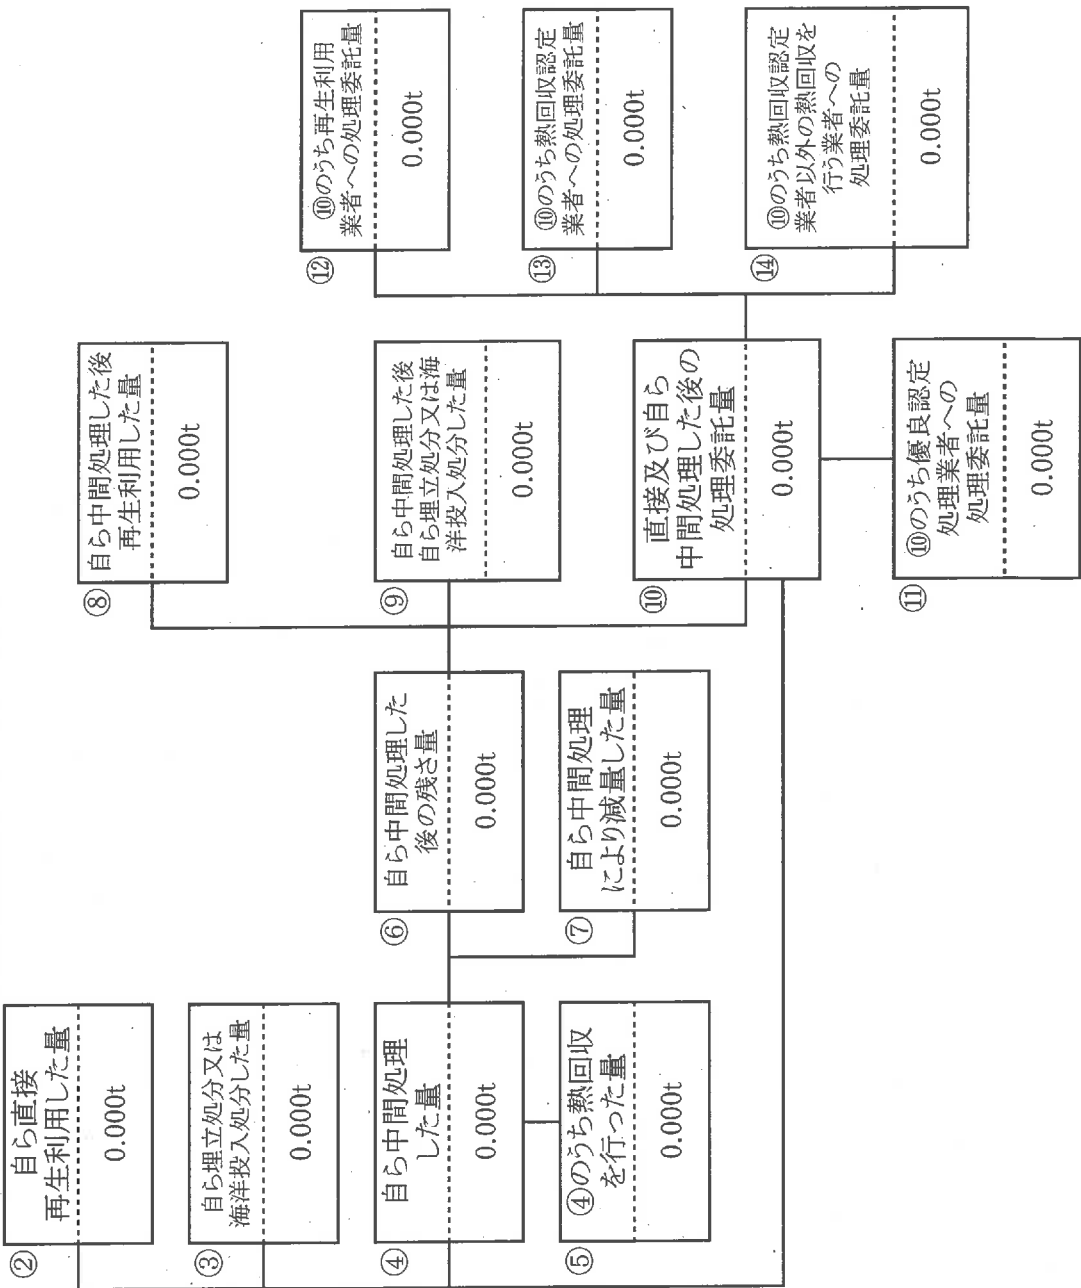 ②
自ら直接
再生利用した量
0.000t
③
自ら埋立処分又は
海洋投入処分した量
0.000t
④
自ら中間処理
した量
0.000t
⑤
④のうち熱回収
を行った量
0.000t
⑥
自ら中間処理した
後の残さ量
0.000t
⑦
自ら中間処理
により減量した量
0.000t
⑧
自ら中間処理した後
再生利用した量
0.000t
⑨
自ら中間処理した後
自ら埋立処分又は海
洋投入処分した量
0.000t
⑩
直接及び自ら
中間処理した後の
処理委託量
0.000t
⑪
⑩のうち優良認定
処理業者への
処理委託量
0.000t
⑫
⑩のうち再生利用
業者への処理委託量
0.000t
⑬
⑩のうち熱回収認定
業者への処理委託量
0.000t
⑭
⑩のうち熱回収認定
業者以外の熱回収を
行う業者への
処理委託量
0.000t